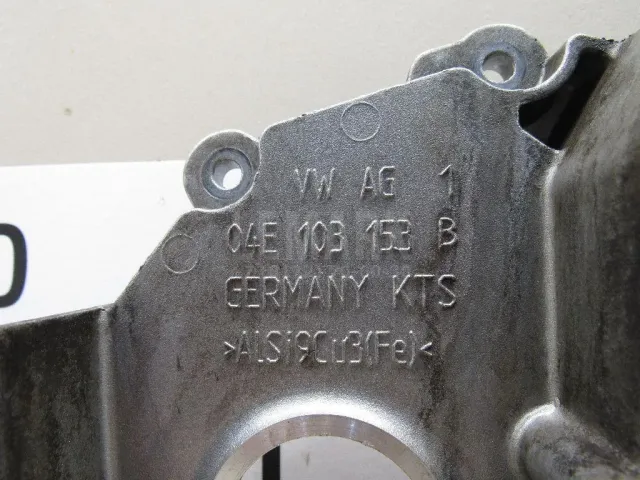 VW AG 1
04E 103 153 B
GERMANY KTS
>AlSi9Cu3(Fe)<